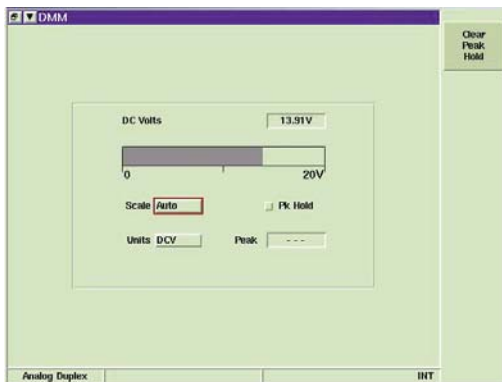 DMM
Clear
Peak
Hold
DC Volts 13.91V
0 20V
Scale Auto Pk Hold
Units DCV Peak - - -
Analog Duplex INT